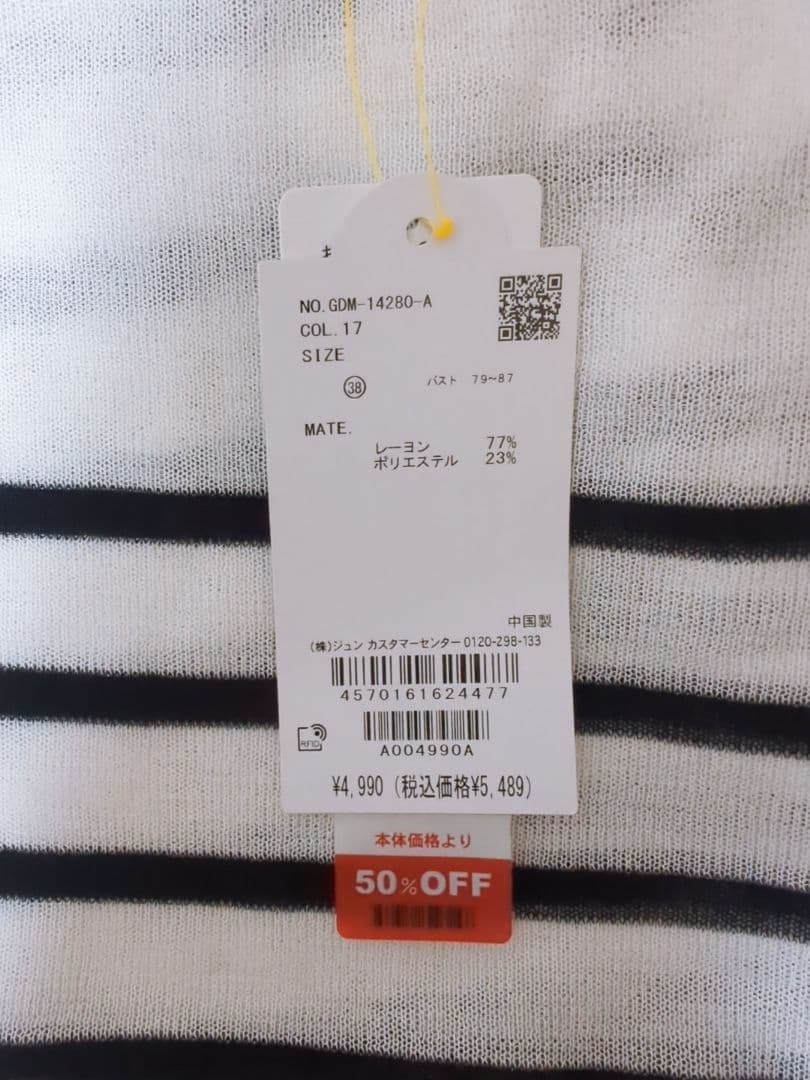 NO.GDM-14280-A
COL.17
SIZE
38 バスト 79~87
MATE.
レーヨン 77%
ポリエステル 23%
中国製
(株)ジュン カスタマーセンター 0120-298-133
4570161624477
RFID
A004990A
¥4,990 (税込価格¥5,489)
本体価格より
50%OFF